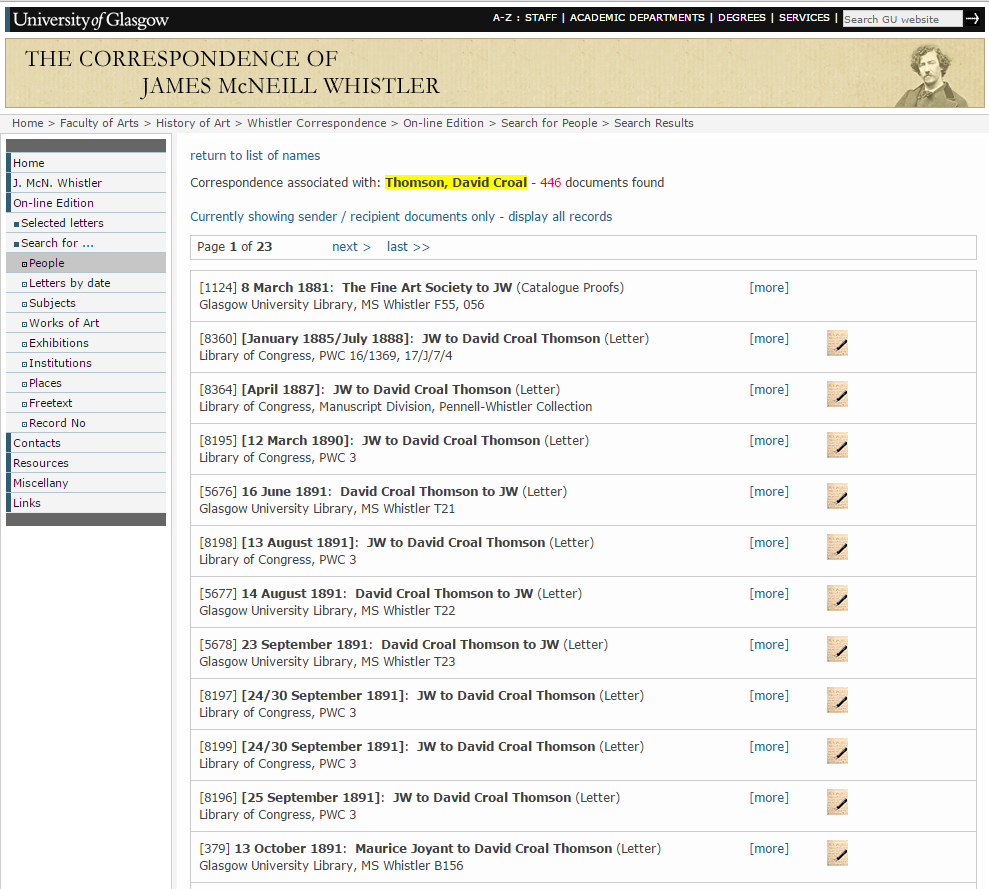 University of Glasgow
A-Z : STAFF | ACADEMIC DEPARTMENTS | DEGREES | SERVICES |
Search GU website
THE CORRESPONDENCE OF
JAMES McNEILL WHISTLER
Home > Faculty of Arts > History of Art > Whistler Correspondence > On-line Edition > Search for People > Search Results
Home
J. McN. Whistler
On-line Edition
Selected letters
Search for ...
People
Letters by date
Subjects
Works of Art
Exhibitions
Institutions
Places
Freetext
Record No
Contacts
Resources
Miscellany
Links
return to list of names
Correspondence associated with: Thomson, David Croal - 446 documents found
Currently showing sender / recipient documents only - display all records
Page 1 of 23 next > last >>
[1124] 8 March 1881: The Fine Art Society to JW (Catalogue Proofs) [more]
Glasgow University Library, MS Whistler F55, 056
[8360] [January 1885/July 1888]: JW to David Croal Thomson (Letter) [more]
Library of Congress, PWC 16/1369, 17/J/7/4
[8364] [April 1887]: JW to David Croal Thomson (Letter) [more]
Library of Congress, Manuscript Division, Pennell-Whistler Collection
[8195] [12 March 1890]: JW to David Croal Thomson (Letter) [more]
Library of Congress, PWC 3
[5676] 16 June 1891: David Croal Thomson to JW (Letter) [more]
Glasgow University Library, MS Whistler T21
[8198] [13 August 1891]: JW to David Croal Thomson (Letter) [more]
Library of Congress, PWC 3
[5677] 14 August 1891: David Croal Thomson to JW (Letter) [more]
Glasgow University Library, MS Whistler T22
[5678] 23 September 1891: David Croal Thomson to JW (Letter) [more]
Glasgow University Library, MS Whistler T23
[8197] [24/30 September 1891]: JW to David Croal Thomson (Letter) [more]
Library of Congress, PWC 3
[8199] [24/30 September 1891]: JW to David Croal Thomson (Letter) [more]
Library of Congress, PWC 3
[8196] [25 September 1891]: JW to David Croal Thomson (Letter) [more]
Library of Congress, PWC 3
[379] 13 October 1891: Maurice Joyant to David Croal Thomson (Letter) [more]
Glasgow University Library, MS Whistler B156